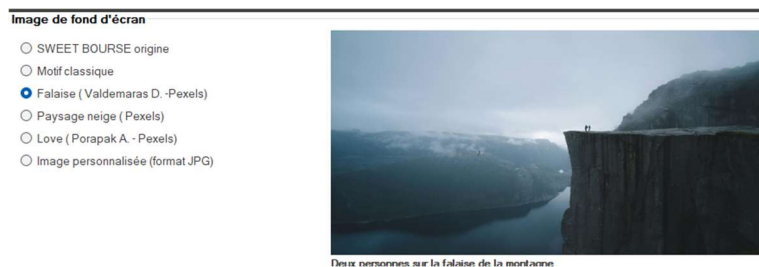 Image de fond d'écran
SWEET BOURSE origine
Motif classique
Falaise ( Valdemaras D. -Pexels)
Paysage neige ( Pexels)
Love ( Porapak A. - Pexels)
Image personnalisée (format JPG)
Deux personnes sur la falaise de la montagne